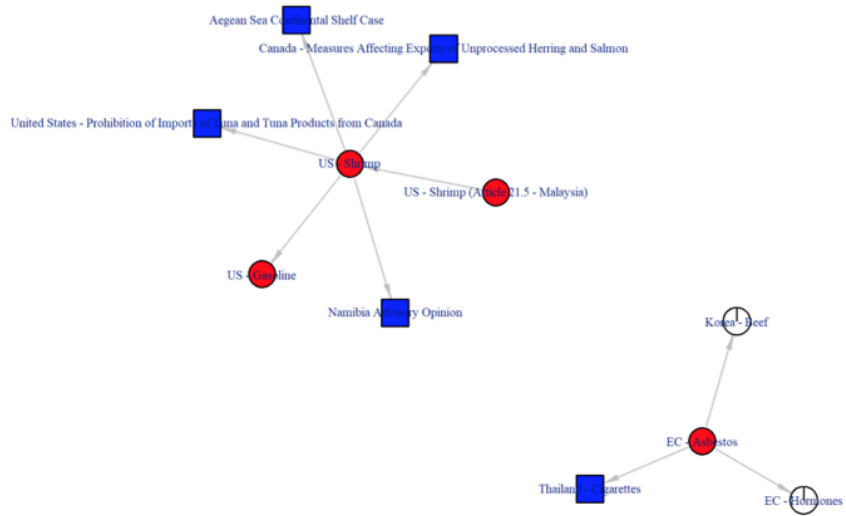 Aegean Sea Continental Shelf Case
Canada - Measures Affecting Exports of Unprocessed Herring and Salmon
United States - Prohibition of Imports of Tuna and Tuna Products from Canada
US - Shrimp
US - Shrimp (Article 21.5 - Malaysia)
US - Gasoline
Namibia Advisory Opinion
Korea - Beef
EC - Asbestos
Thailand - Cigarettes
EC - Hormones